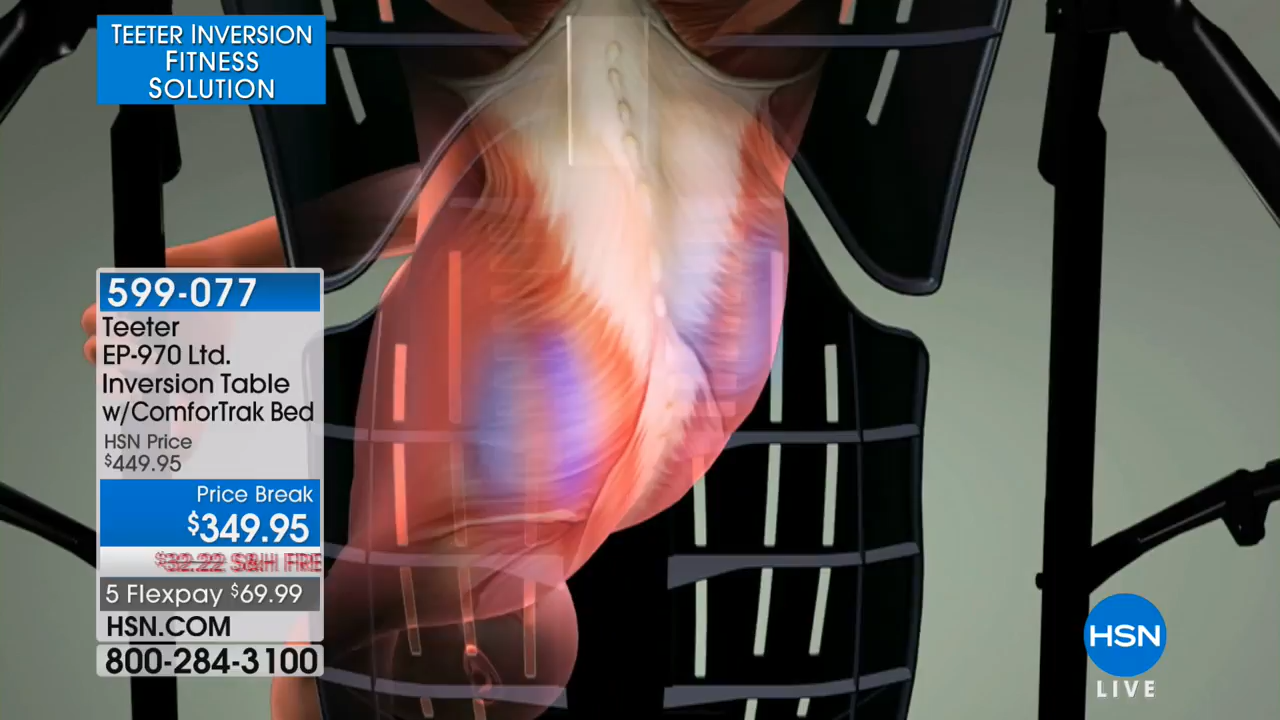 TEETER INVERSION
FITNESS
SOLUTION
599-077
Teeter
EP-970 Ltd.
Inversion Table
w/ComforTrak Bed
HSN Price
$449.95
Price Break
$349.95
$32.22 S&H FRE
5 Flexpay $69.99
HSN.COM
800-284-3100
HSN
LIVE